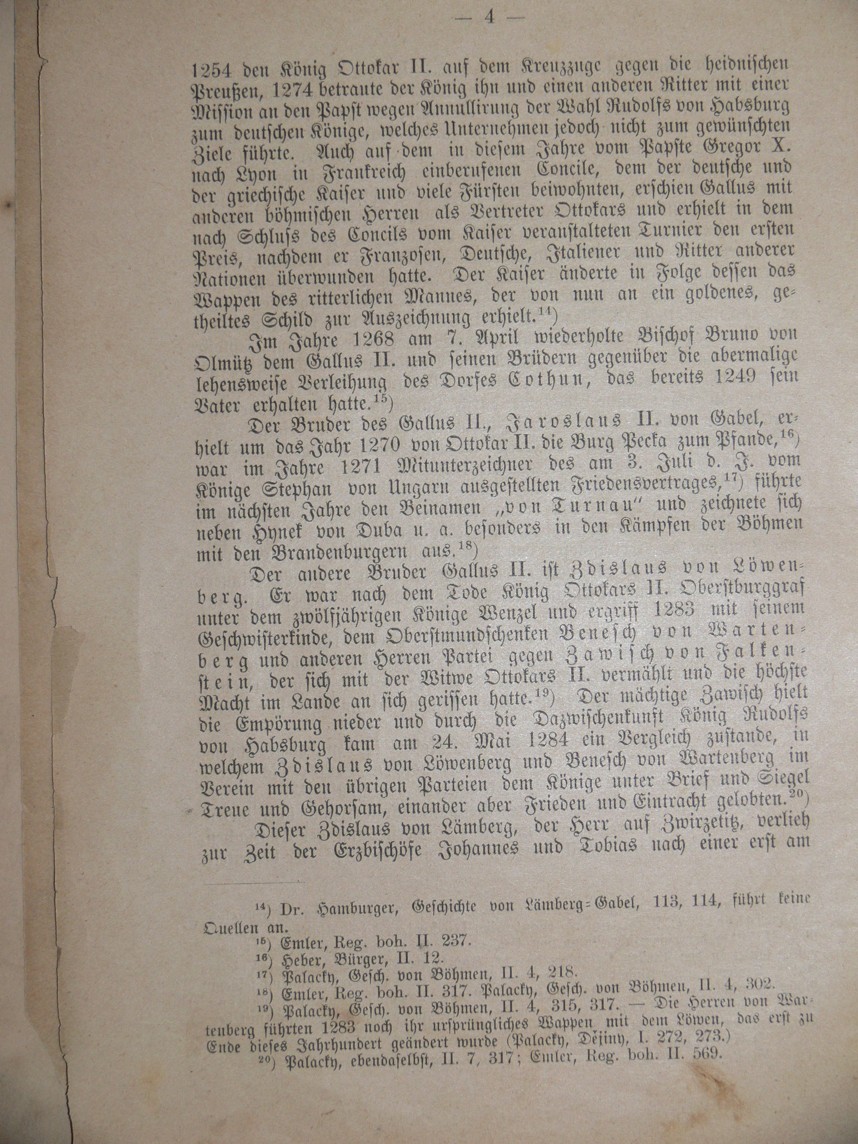 — 4 —
1254 den König Ottokar II. auf dem Kreuzzuge gegen die heidnischen
Preußen, 1274 betraute der König ihn und einen anderen Ritter mit einer
Mission an den Papst wegen Annullirung der Wahl Rudolfs von Habsburg
zum deutschen Könige, welches Unternehmen jedoch nicht zum gewünschten
Ziele führte. Auch auf dem in diesem Jahre vom Papste Gregor X.
nach Lyon in Frankreich einberufenen Concile, dem der deutsche und
der griechische Kaiser und viele Fürsten beiwohnten, erschien Gallus mit
anderen böhmischen Herren als Vertreter Ottokars und erhielt in dem
nach Schluss des Concils vom Kaiser veranstalteten Turnier den ersten
Preis, nachdem er Franzosen, Deutsche, Italiener und Ritter anderer
Nationen überwunden hatte. Der Kaiser änderte in Folge dessen das
Wappen des ritterlichen Mannes, der von nun an ein goldenes, ge-
theiltes Schild zur Auszeichnung erhielt.¹⁴)
Im Jahre 1268 am 7. April wiederholte Bischof Bruno von
Olmütz dem Gallus II. und seinen Brüdern gegenüber die abermalige
lehensweise Verleihung des Dorfes Cothun, das bereits 1249 sein
Vater erhalten hatte.¹⁵)
Der Bruder des Gallus II., Jaroslaus II. von Gabel, er-
hielt um das Jahr 1270 von Ottokar II. die Burg Pecka zum Pfande,¹⁶)
war im Jahre 1271 Mitunterzeichner des am 3. Juli d. J. vom
Könige Stephan von Ungarn ausgestellten Friedensvertrages,¹⁷) führte
im nächsten Jahre den Beinamen „von Turnau" und zeichnete sich
neben Hynek von Duba u. a. besonders in den Kämpfen der Böhmen
mit den Brandenburgern aus.¹⁸)
Der andere Bruder Gallus II. ist Zdislaus von Löwen-
berg. Er war nach dem Tode König Ottokars II. Oberstburggraf
unter dem zwölfjährigen Könige Wenzel und ergriff 1283 mit seinem
Geschwisterkinde, dem Oberstmundschenken Benesch von Warten-
berg und anderen Herren Partei gegen Zawisch von Falken-
stein, der sich mit der Witwe Ottokars II. vermählt und die höchste
Macht im Lande an sich gerissen hatte.¹⁹) Der mächtige Zawisch hielt
die Empörung nieder und durch die Dazwischenkunft König Rudolfs
von Habsburg kam am 24. Mai 1284 ein Vergleich zustande, in
welchem Zdislaus von Löwenberg und Benesch von Wartenberg im
Verein mit den übrigen Parteien dem Könige unter Brief und Siegel
Treue und Gehorsam, einander aber Frieden und Eintracht gelobten.²⁰)
Dieser Zdislaus von Lämberg, der Herr auf Zwirzetitz, verlieh
zur Zeit der Erzbischöfe Johannes und Tobias nach einer erst am
¹⁴) Dr. Hamburger, Geschichte von Lämberg-Gabel, 113, 114, führt keine
Quellen an.
¹⁵) Emler, Reg. boh. II. 237.
¹⁶) Heber, Bürger, II. 12.
¹⁷) Palacky, Gesch. von Böhmen, II. 4, 218.
¹⁸) Emler, Reg. boh. II. 317. Palacky, Gesch. von Böhmen, II. 4, 302.
¹⁹) Palacky, Gesch. von Böhmen, II. 4, 315, 317. — Die Herren von War-
tenberg führten 1283 noch ihr ursprüngliches Wappen mit dem Löwen, das erst zu
Ende dieses Jahrhundert geändert wurde (Palacky, Dějiny, I. 272, 273.)
²⁰) Palacky, ebendaselbst, II. 7, 317; Emler, Reg. boh. II. 569.